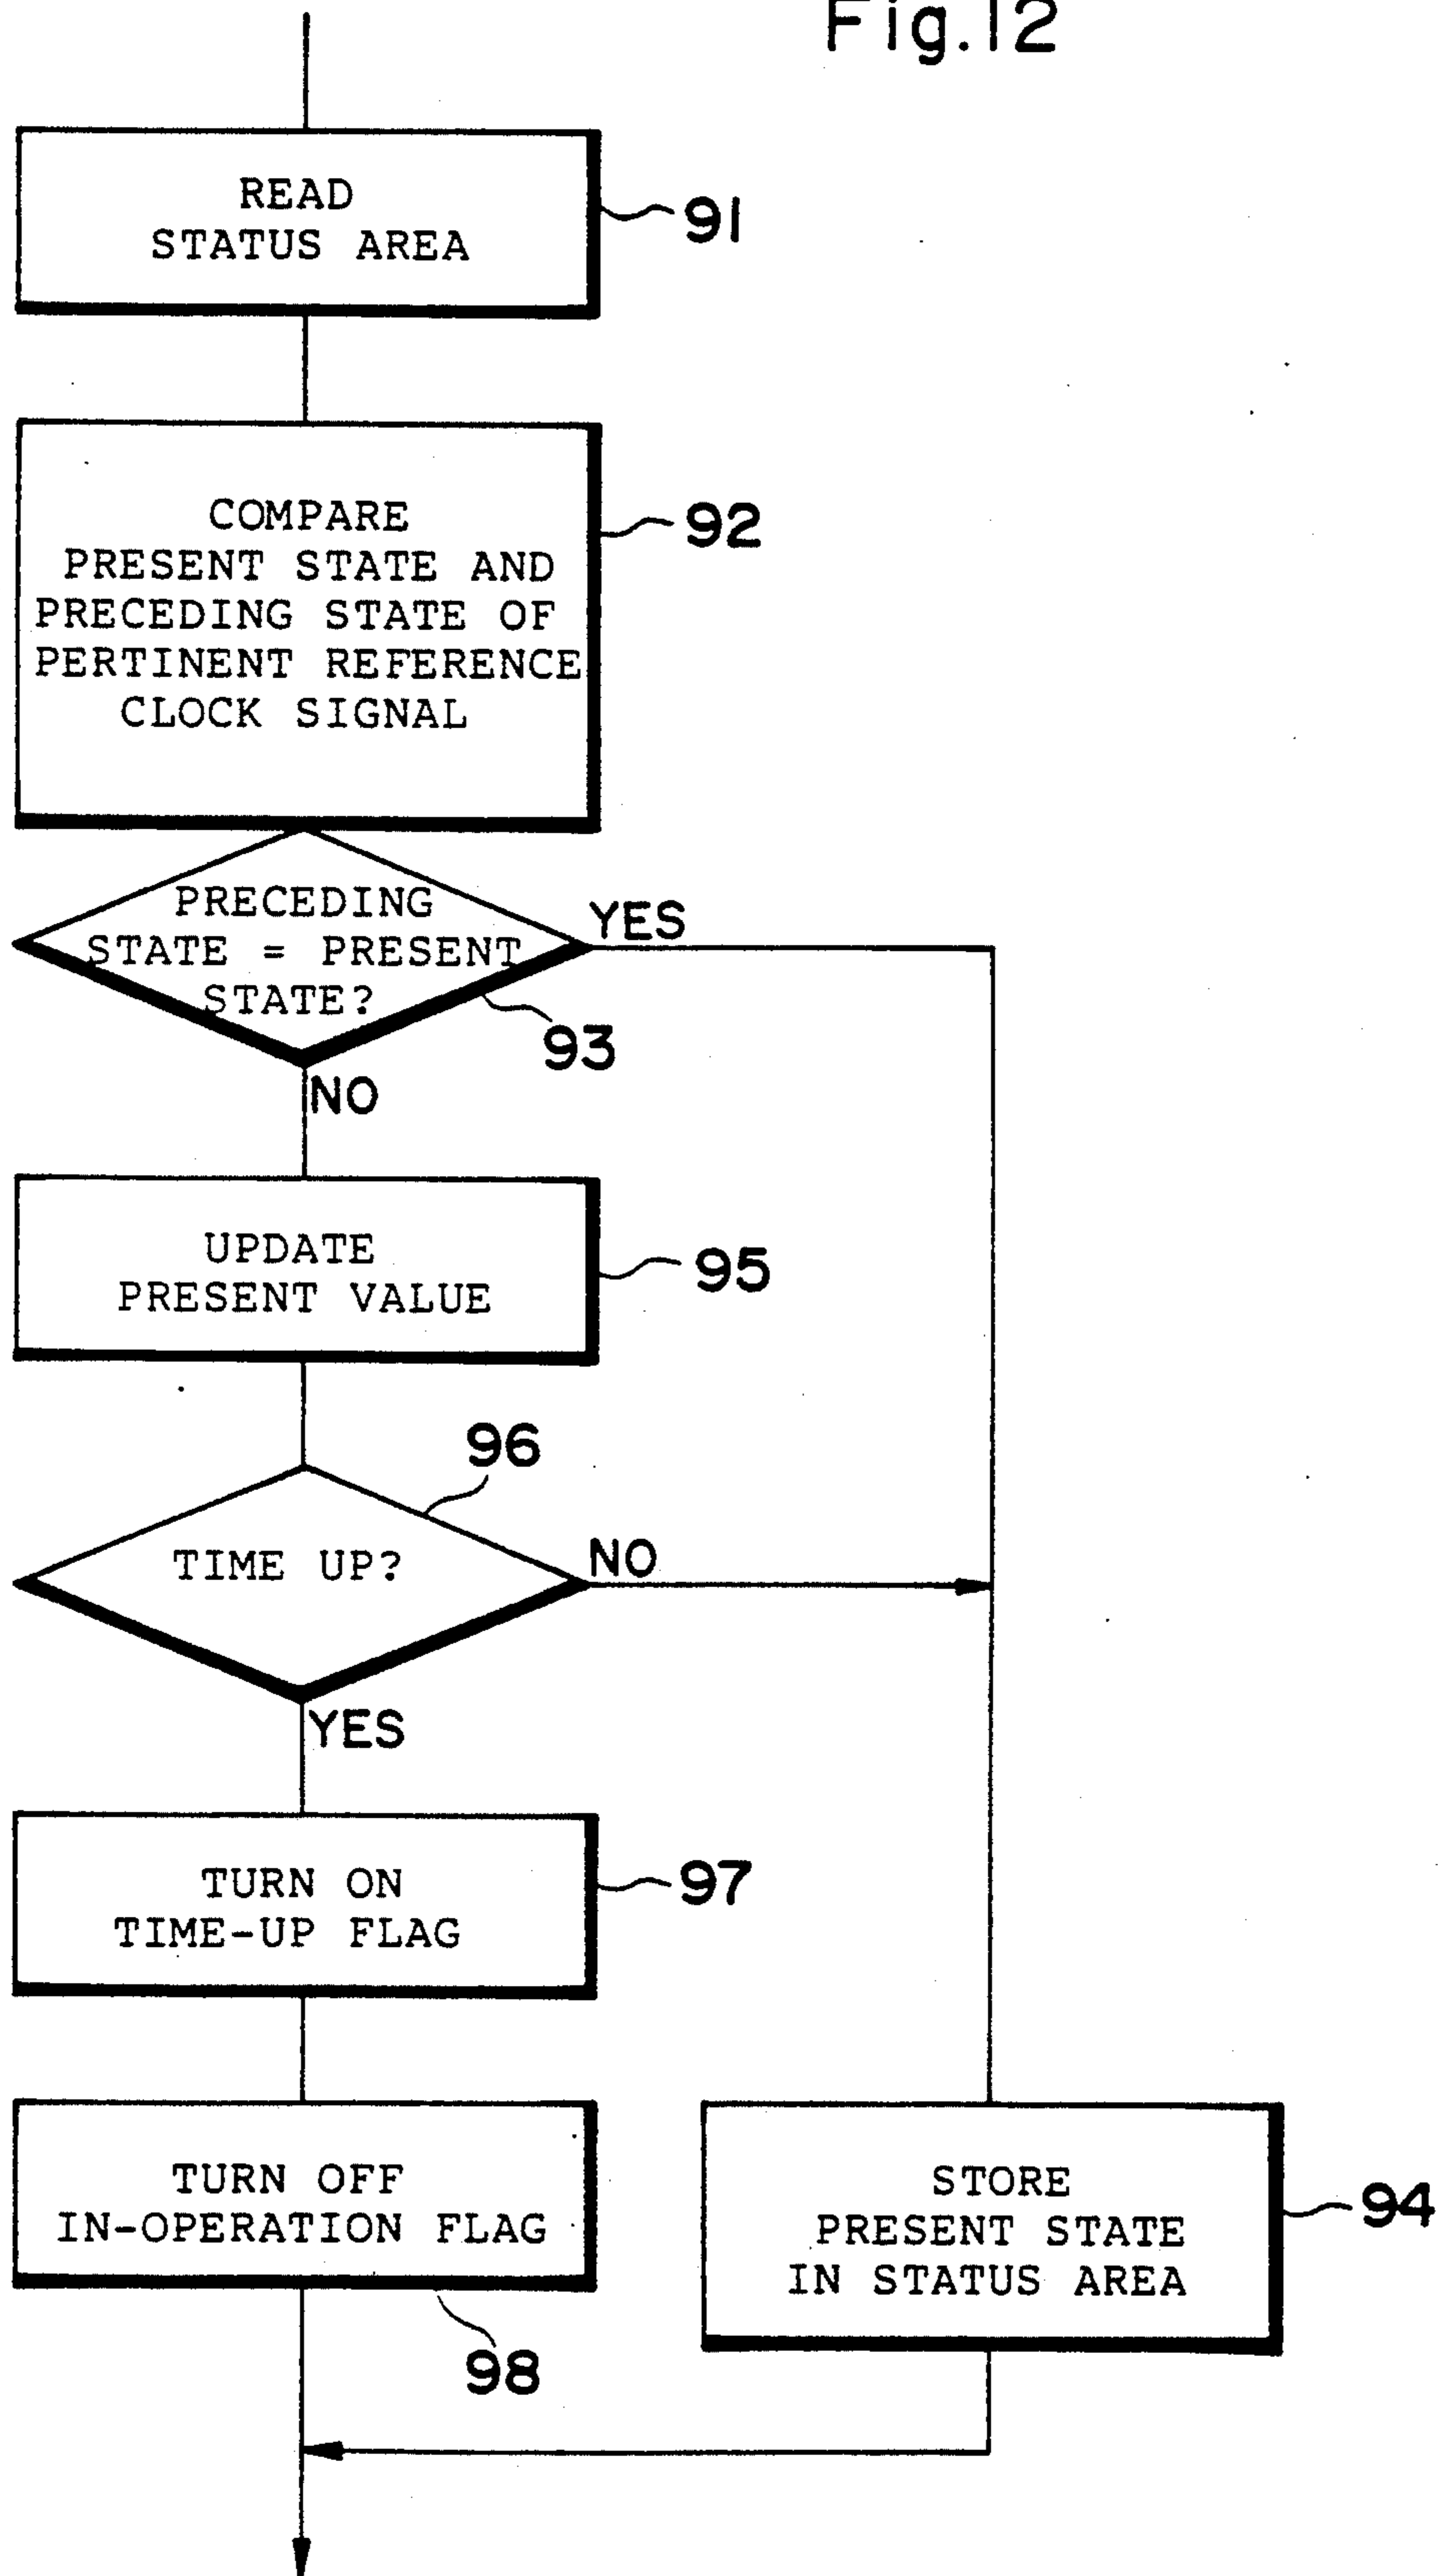 Fig.12
READ
STATUS AREA
91
COMPARE
PRESENT STATE AND
PRECEDING STATE OF
PERTINENT REFERENCE
CLOCK SIGNAL
92
PRECEDING
STATE = PRESENT
STATE?
YES
93
NO
UPDATE
PRESENT VALUE
95
96
TIME UP?
NO
YES
TURN ON
TIME-UP FLAG
97
TURN OFF
IN-OPERATION FLAG
98
STORE
PRESENT STATE
IN STATUS AREA
94